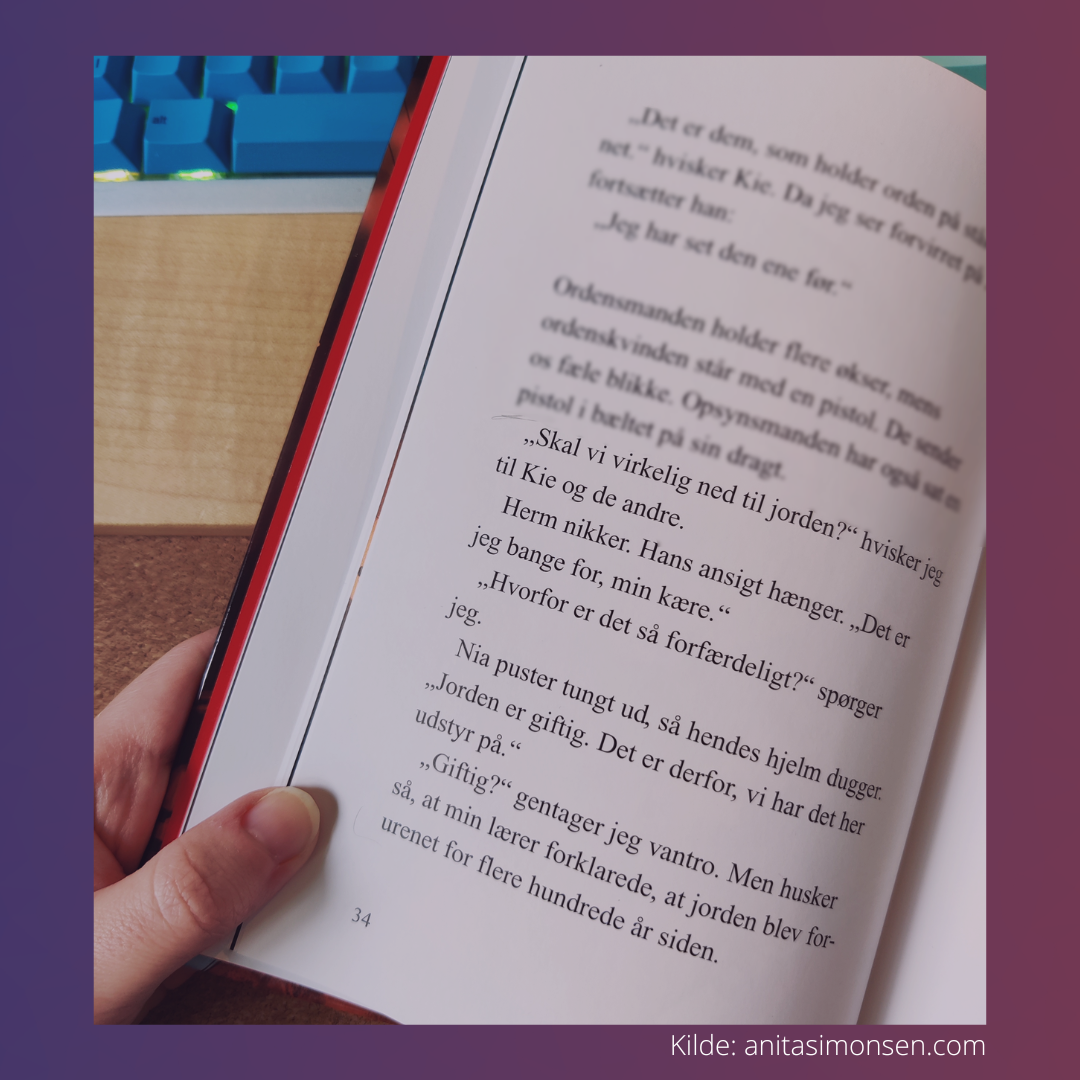 alt
„Det er dem, som holder orden på stå
net.“ hvisker Kie. Da jeg ser forvirret på
fortsætter han:
„Jeg har set den ene før.“
Ordensmanden holder flere økser, mens
ordenskvinden står med en pistol. De sender
os fæle blikke. Opsynsmanden har også sat en
pistol i bæltet på sin dragt.
„Skal vi virkelig ned til jorden?“ hvisker jeg
til Kie og de andre.
Herm nikker. Hans ansigt hænger. „Det er
jeg bange for, min kære.“
„Hvorfor er det så forfærdeligt?“ spørger
jeg.
Nia puster tungt ud, så hendes hjelm dugger.
„Jorden er giftig. Det er derfor, vi har det her
udstyr på.“
„Giftig?“ gentager jeg vantro. Men husker
så, at min lærer forklarede, at jorden blev for-
urenet for flere hundrede år siden.
34
Kilde: anitasimonsen.com